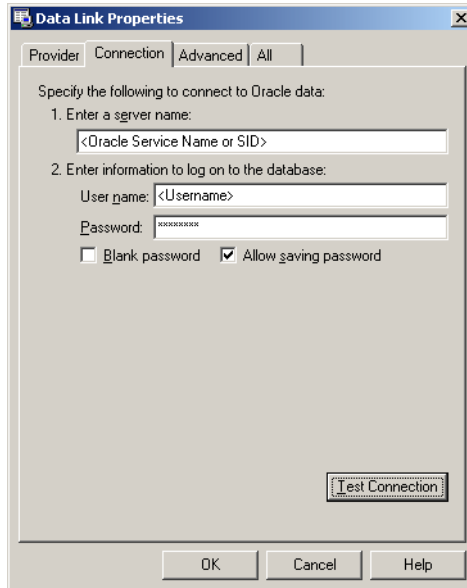 Data Link Properties
Provider Connection Advanced All
Specify the following to connect to Oracle data:
1. Enter a server name:
<Oracle Service Name or SID>
2. Enter information to log on to the database:
User name: <Username>
Password: ********
Blank password Allow saving password
Test Connection
OK Cancel Help